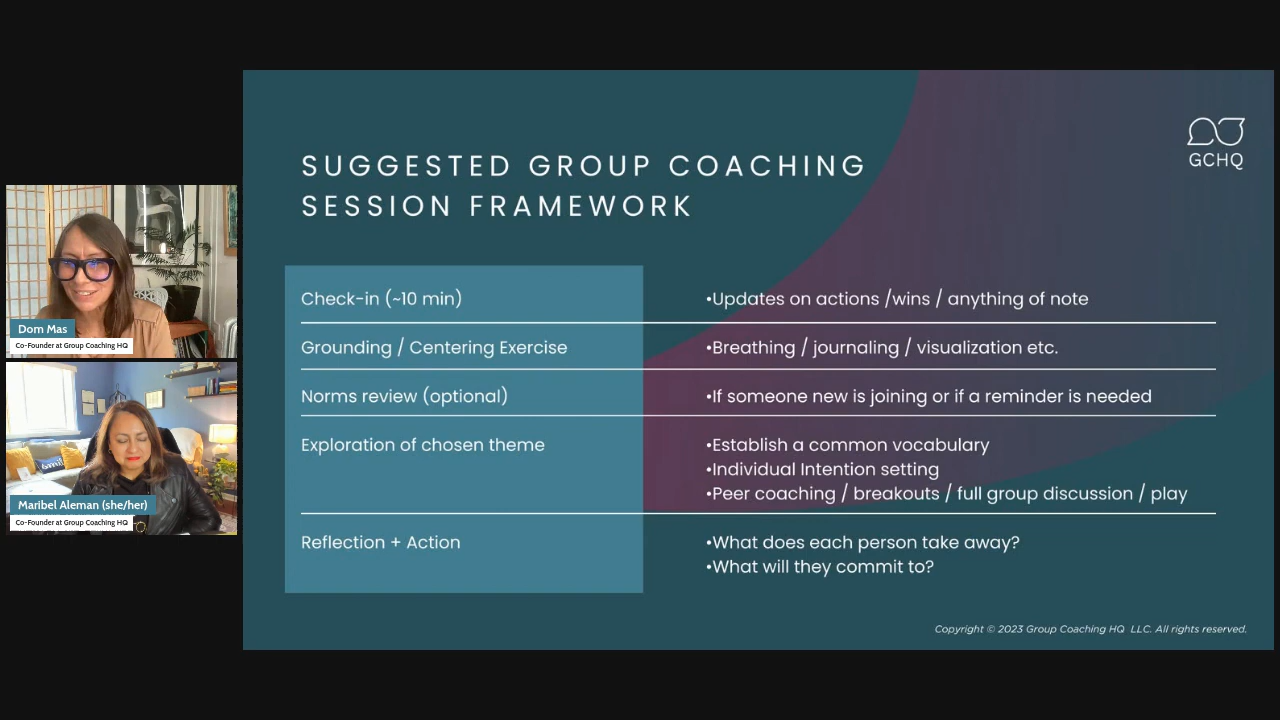 SUGGESTED GROUP COACHING
SESSION FRAMEWORK
GCHQ
Check-in (~10 min)
•Updates on actions /wins / anything of note
Grounding / Centering Exercise
•Breathing / journaling / visualization etc.
Norms review (optional)
•If someone new is joining or if a reminder is needed
Exploration of chosen theme
•Establish a common vocabulary
•Individual Intention setting
•Peer coaching / breakouts / full group discussion / play
Reflection + Action
•What does each person take away?
•What will they commit to?
Copyright © 2023 Group Coaching HQ LLC. All rights reserved.
Dom Mas
Co-Founder at Group Coaching HQ
Maribel Aleman (she/her)
Co-Founder at Group Coaching HQ